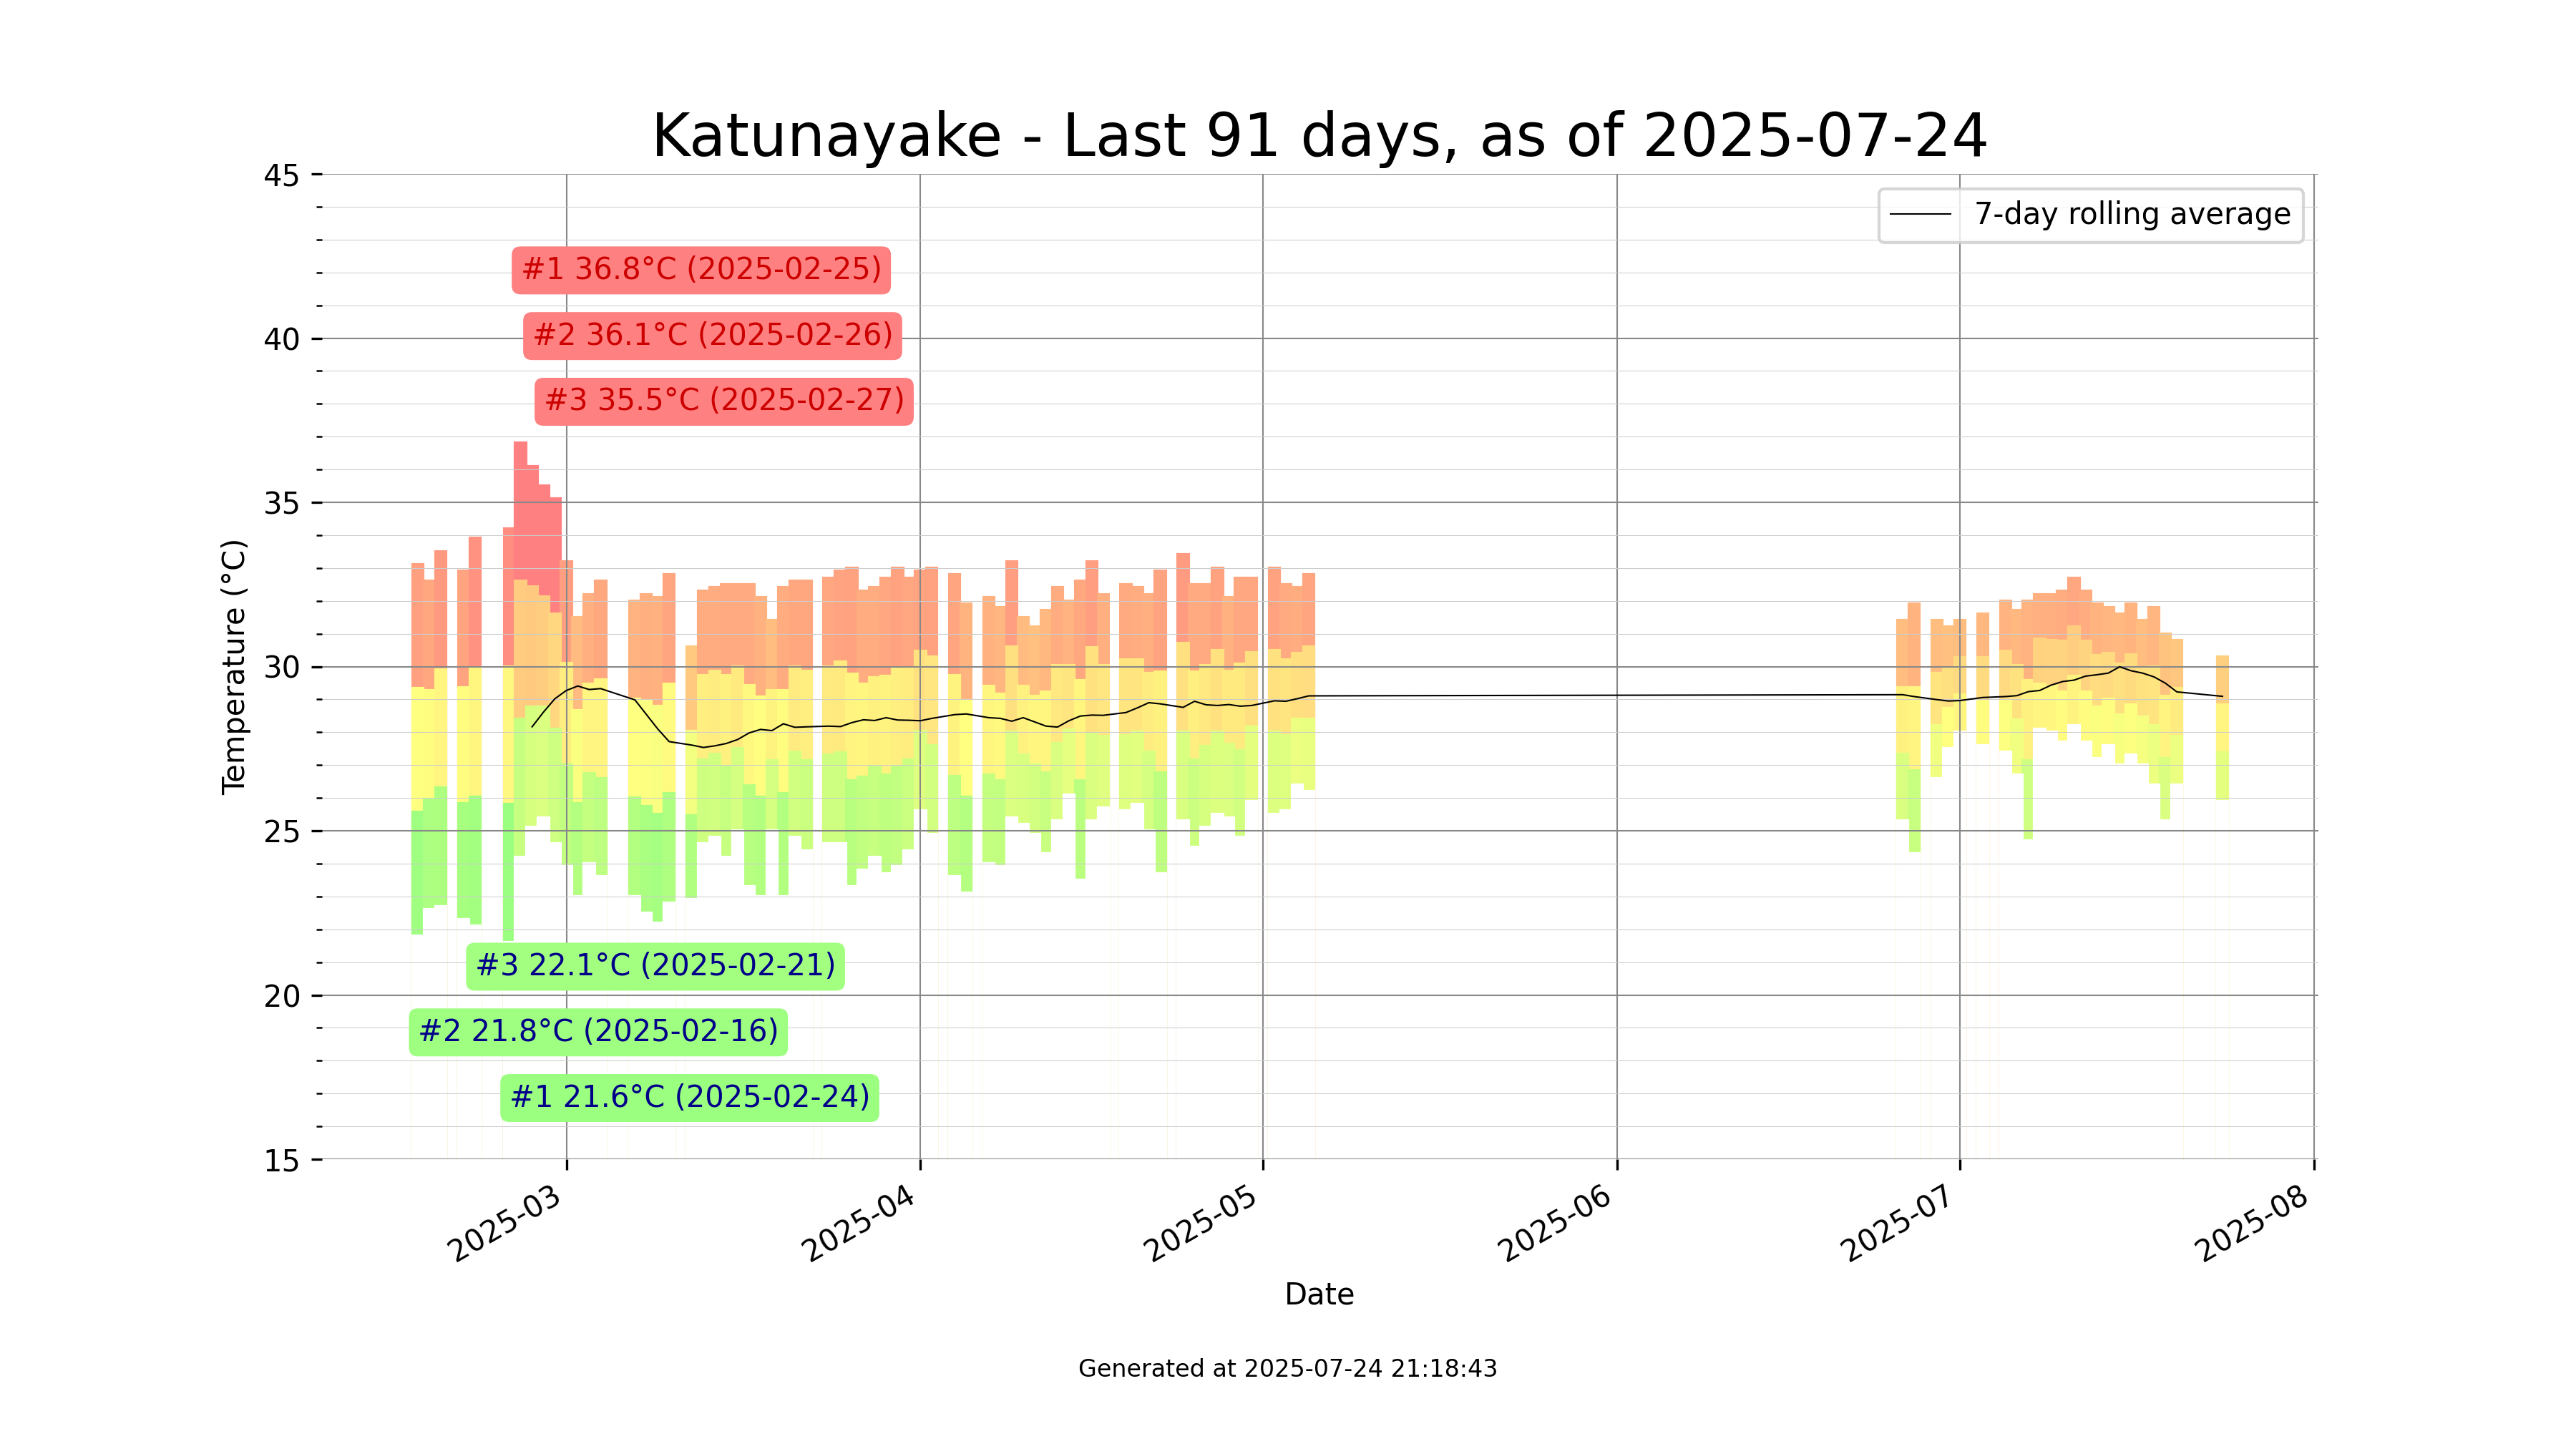 Katunayake - Last 91 days, as of 2025-07-24
7-day rolling average
#1 36.8°C (2025-02-25)
#2 36.1°C (2025-02-26)
#3 35.5°C (2025-02-27)
#3 22.1°C (2025-02-21)
#2 21.8°C (2025-02-16)
#1 21.6°C (2025-02-24)
Temperature (°C)
45
40
35
30
25
20
15
2025-03
2025-04
2025-05
2025-06
2025-07
2025-08
Date
Generated at 2025-07-24 21:18:43